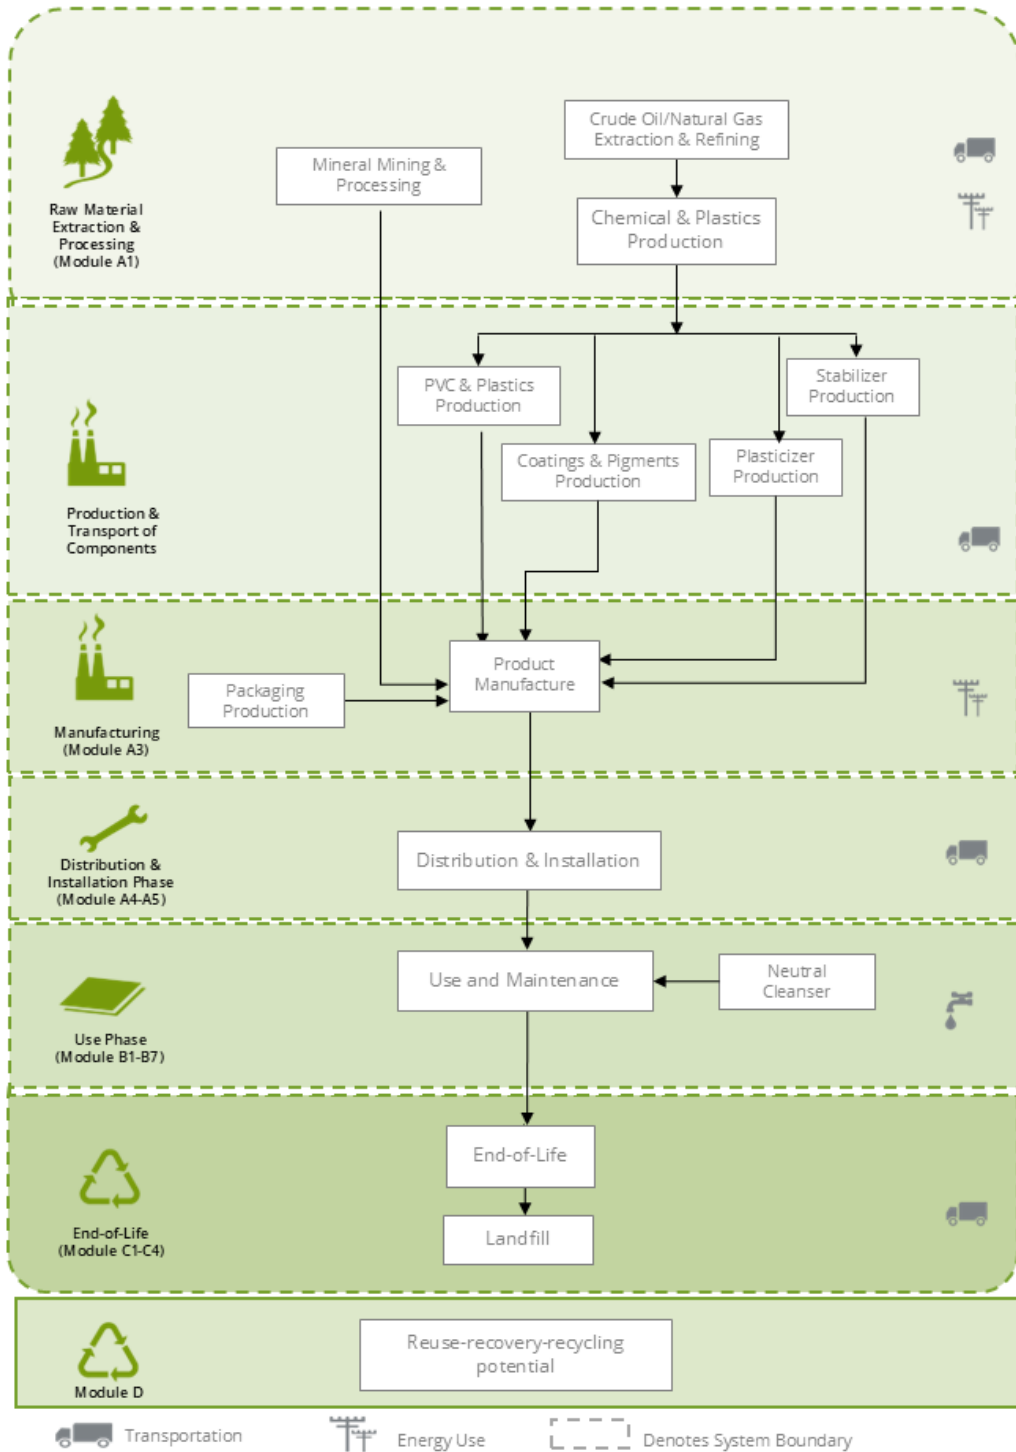 Crude Oil/Natural Gas
Extraction & Refining
Mineral Mining &
Processing
Raw Material
Extraction &
Processing
(Module A1)
Chemical & Plastics
Production
PVC & Plastics
Production
Stabilizer
Production
Coatings & Pigments
Production
Plasticizer
Production
Production &
Transport of
Components
Product
Manufacture
Packaging
Production
Manufacturing
(Module A3)
Distribution &
Installation Phase
(Module A4-A5)
Distribution & Installation
Use and Maintenance
Neutral
Cleanser
Use Phase
(Module B1-B7)
End-of-Life
Landfill
End-of-Life
(Module C1-C4)
Reuse-recovery-recycling
potential
Module D
Transportation
Energy Use
Denotes System Boundary